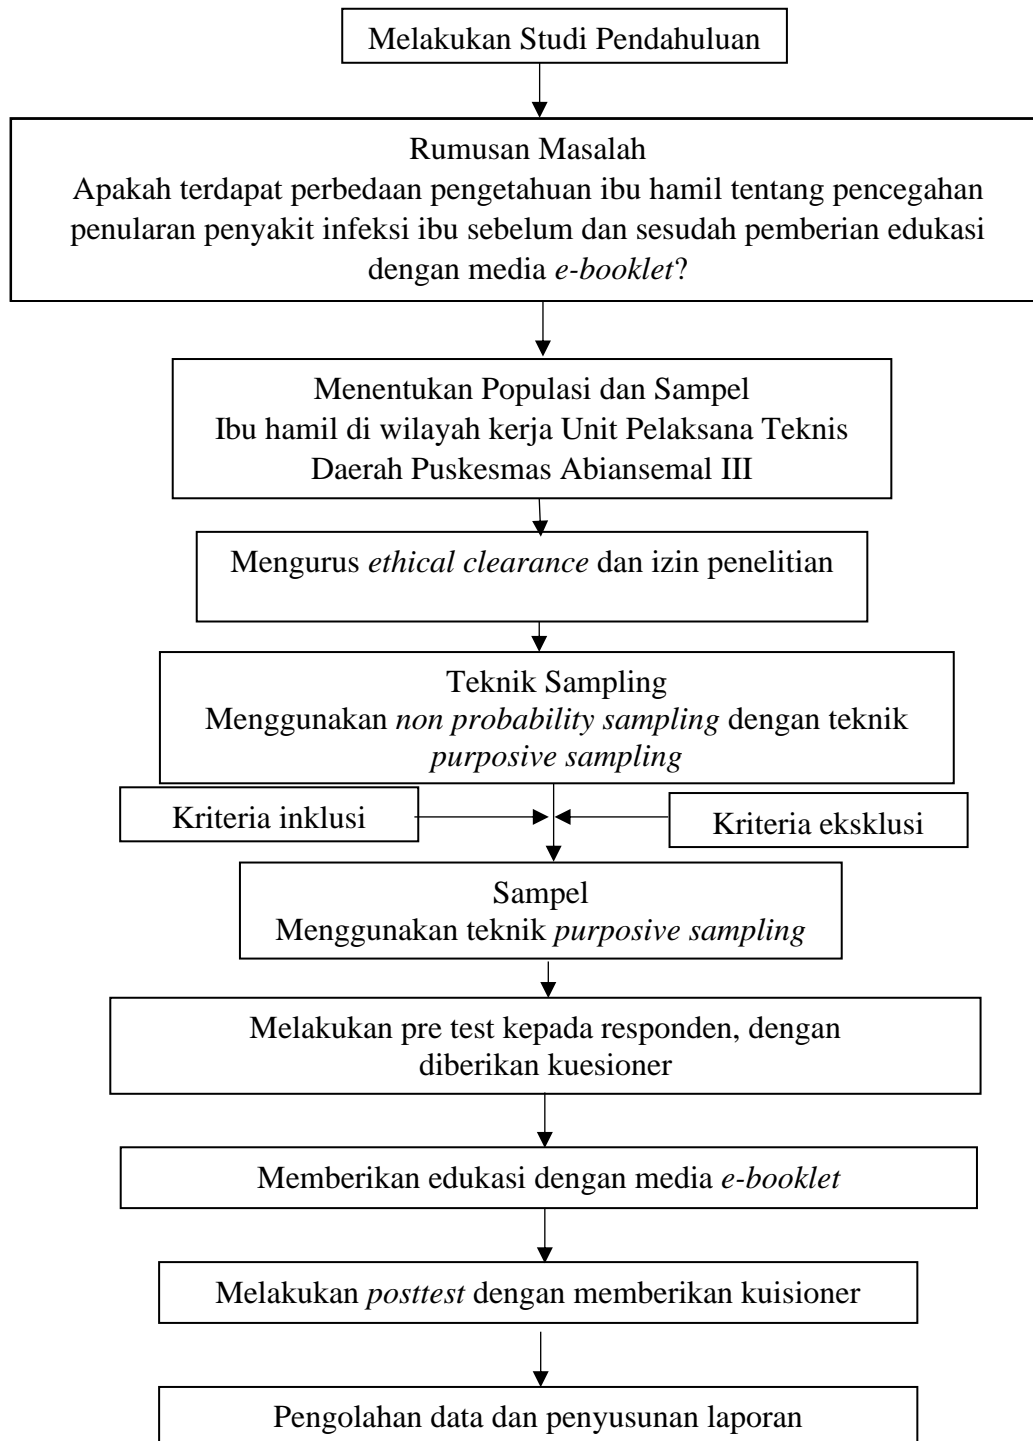 Melakukan Studi Pendahuluan
Rumusan Masalah
Apakah terdapat perbedaan pengetahuan ibu hamil tentang pencegahan
penularan penyakit infeksi ibu sebelum dan sesudah pemberian edukasi
dengan media e-booklet?
Menentukan Populasi dan Sampel
Ibu hamil di wilayah kerja Unit Pelaksana Teknis
Daerah Puskesmas Abiansemal III
Mengurus ethical clearance dan izin penelitian
Teknik Sampling
Menggunakan non probability sampling dengan teknik
purposive sampling
Kriteria inklusi
Kriteria eksklusi
Sampel
Menggunakan teknik purposive sampling
Melakukan pre test kepada responden, dengan
diberikan kuesioner
Memberikan edukasi dengan media e-booklet
Melakukan posttest dengan memberikan kuisioner
Pengolahan data dan penyusunan laporan